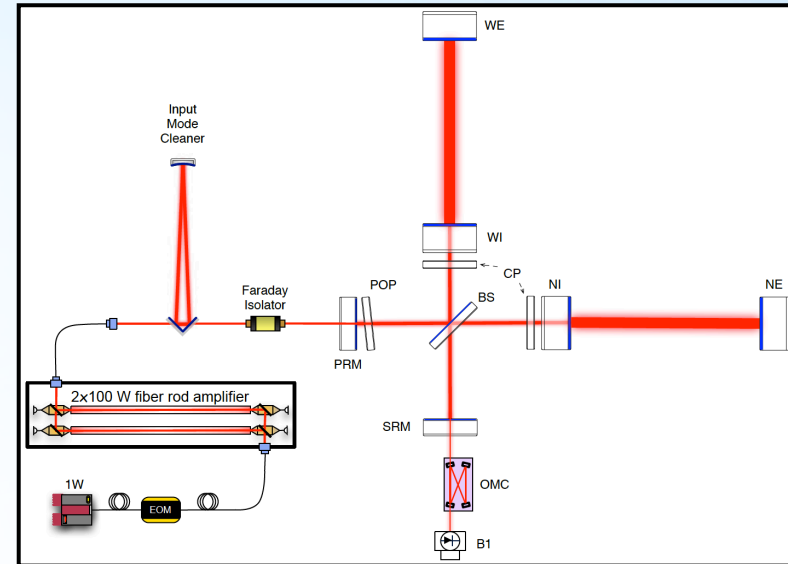 WE
Input
Mode
Cleaner
WI
CP
POP
BS
NI
NE
Faraday
Isolator
PRM
2x100 W fiber rod amplifier
SRM
1W
EOM
OMC
B1